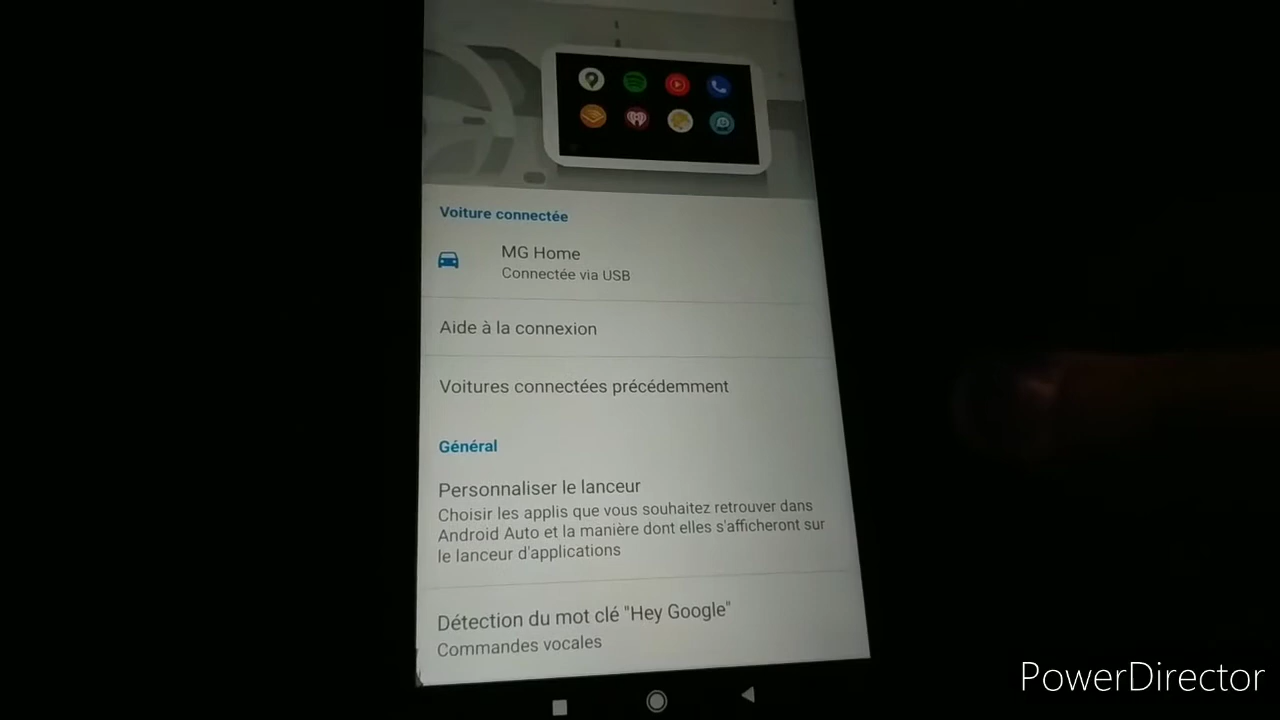 Voiture connectée
MG Home
Connectée via USB
Aide à la connexion
Voitures connectées précédemment
Général
Personnaliser le lanceur
Choisir les applis que vous souhaitez retrouver dans
Android Auto et la manière dont elles s'afficheront sur
le lanceur d'applications
Détection du mot clé "Hey Google"
Commandes vocales
PowerDirector